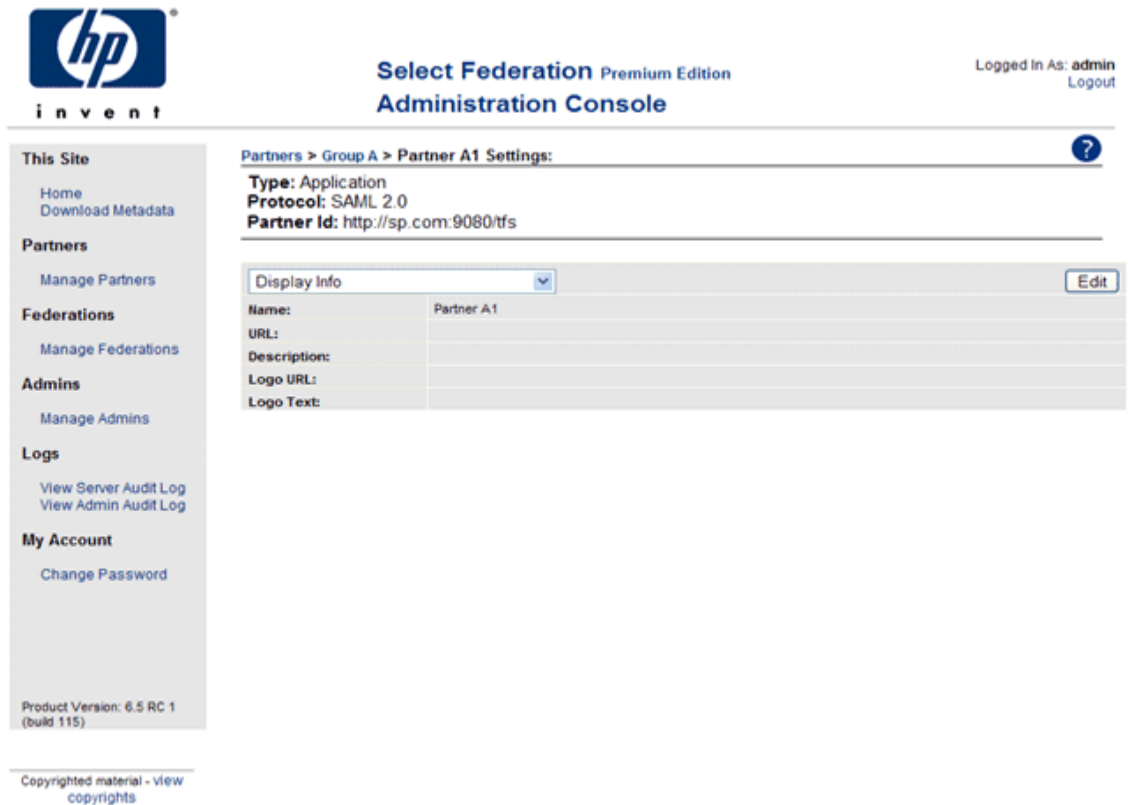 hp
invent
Select Federation Premium Edition
Administration Console
Logged In As: admin
Logout
This Site
Home
Download Metadata
Partners
Manage Partners
Federations
Manage Federations
Admins
Manage Admins
Logs
View Server Audit Log
View Admin Audit Log
My Account
Change Password
Product Version: 6.5 RC 1
(build 115)
Copyrighted material - view
copyrights
Partners > Group A > Partner A1 Settings:
?
Type: Application
Protocol: SAML 2.0
Partner Id: http://sp.com:9080/tfs
Display Info
Edit
Name: Partner A1
URL:
Description:
Logo URL:
Logo Text: